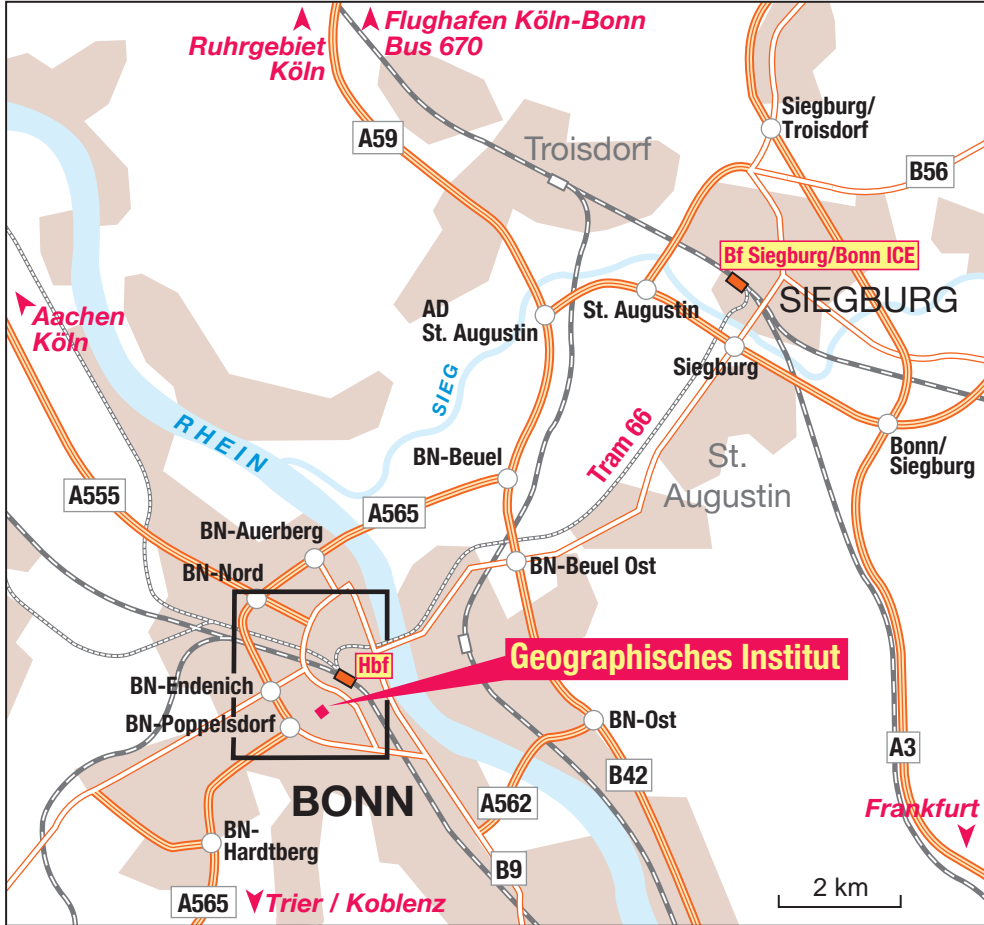 Ruhrgebiet
Köln
Flughafen Köln-Bonn
Bus 670
Siegburg/
Troisdorf
A59
Troisdorf
B56
Bf Siegburg/Bonn ICE
SIEGBURG
Aachen
Köln
AD
St. Augustin
St. Augustin
Siegburg
SIEG
RHEIN
Tram 66
BN-Beuel
St.
Augustin
Bonn/
Siegburg
A555
A565
BN-Auerberg
BN-Nord
BN-Beuel Ost
Hbf
Geographisches Institut
BN-Endenich
BN-Poppelsdorf
BN-Ost
A3
BONN
B42
A562
Frankfurt
BN-
Hardtberg
B9
2 km
A565
Trier / Koblenz